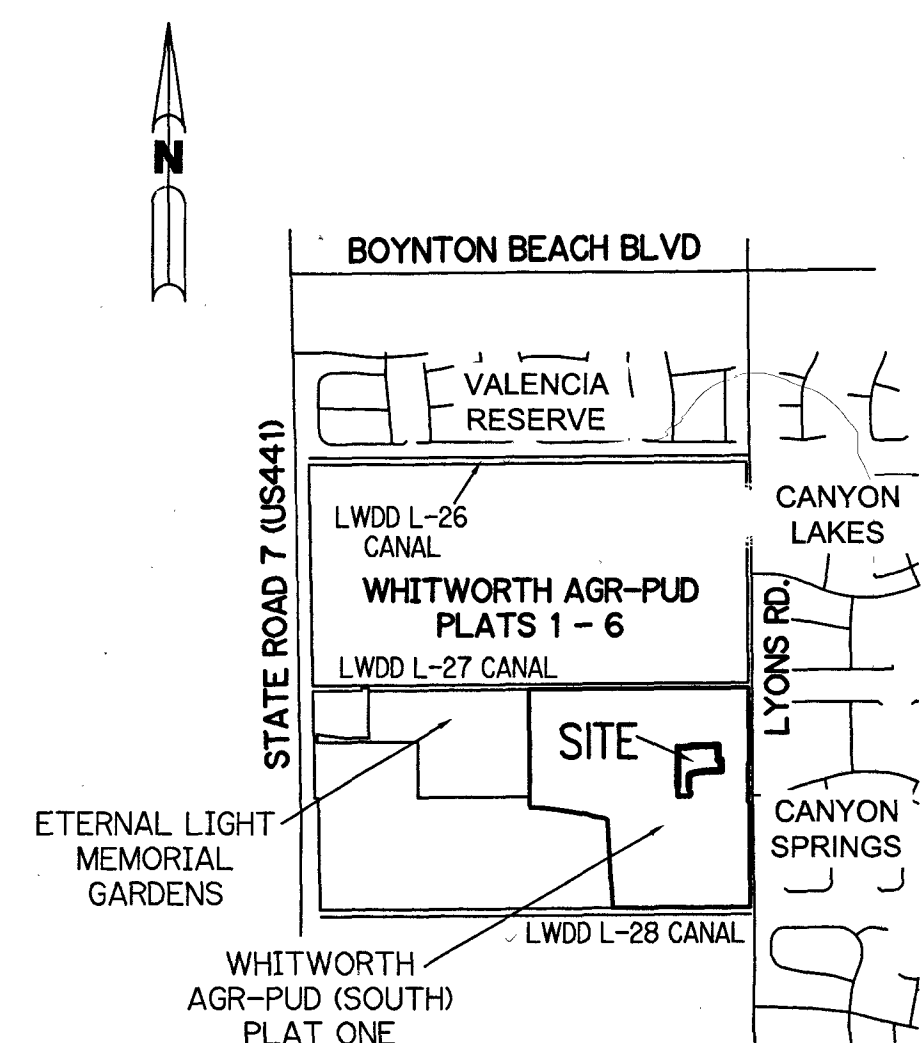 N
BOYNTON BEACH BLVD
VALENCIA
RESERVE
STATE ROAD 7 (US441)
LWDD L-26
CANAL
CANYON
LAKES
WHITWORTH AGR-PUD
PLATS 1 - 6
LYONS RD.
LWDD L-27 CANAL
SITE
ETERNAL LIGHT
MEMORIAL
GARDENS
CANYON
SPRINGS
LWDD L-28 CANAL
WHITWORTH
AGR-PUD (SOUTH)
PLAT ONE